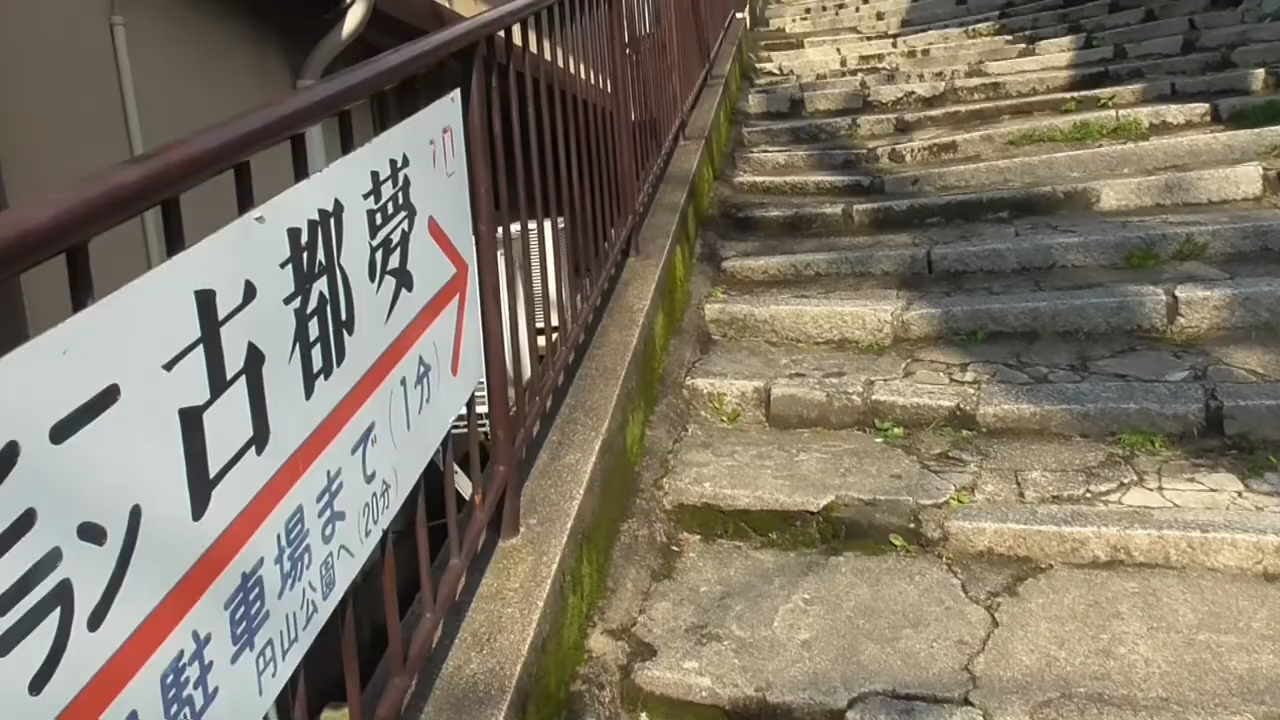 ー古都夢
ラン
駐車場まで(1分)
円山公園へ(20分)